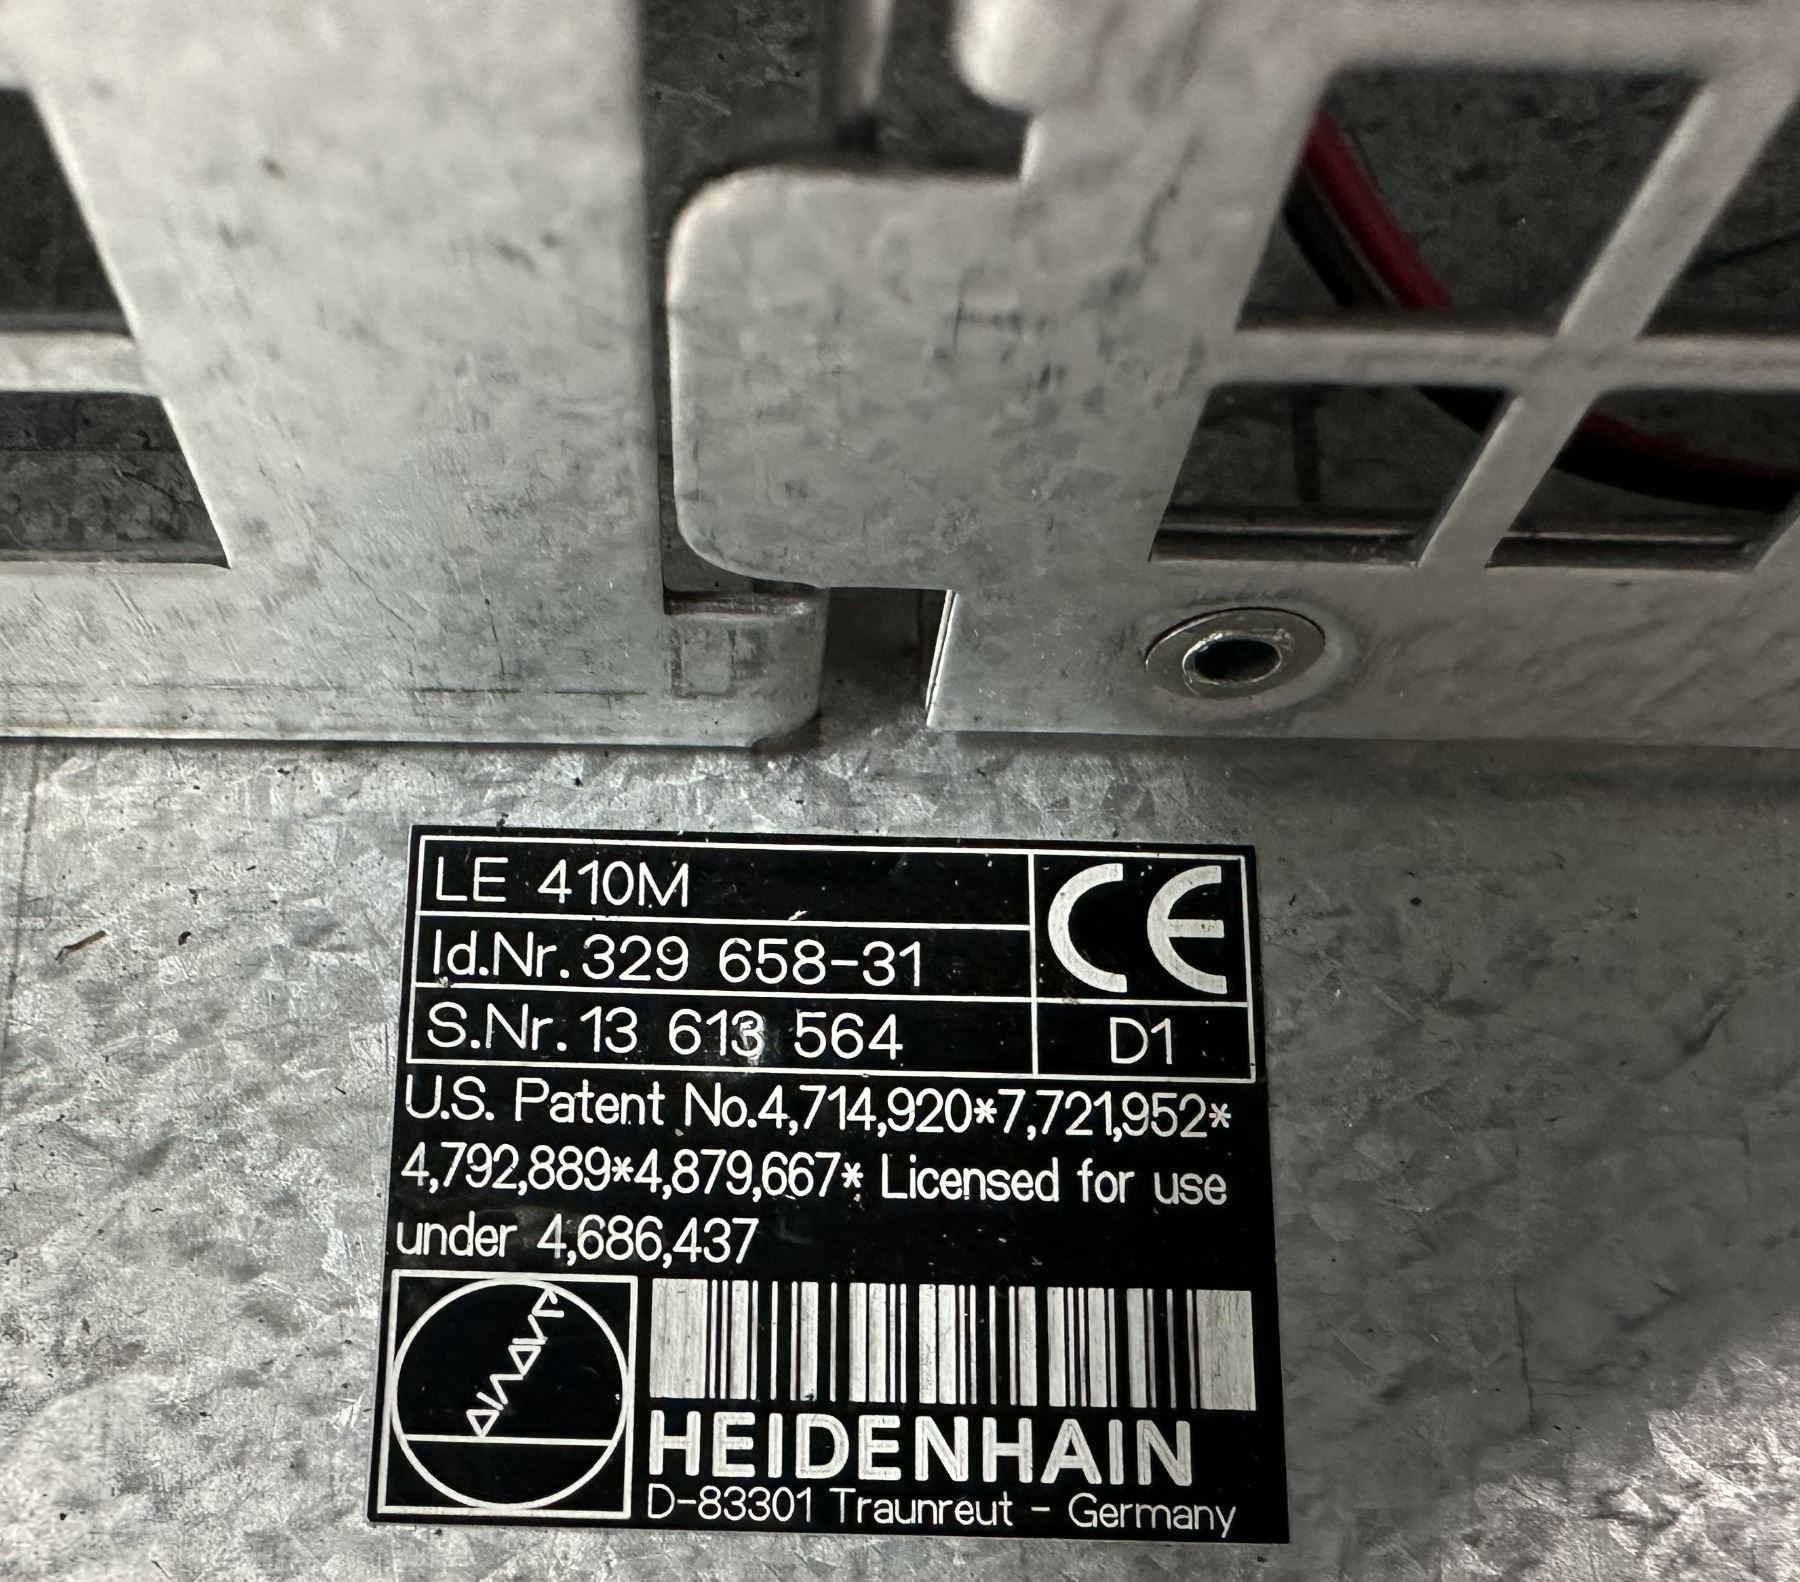 LE 410M
Id.Nr. 329 658-31
S.Nr. 13 613 564
CE
D1
U.S. Patent No.4,714,920*7,721,952*
4,792,889*4,879,667* Licensed for use
under 4,686,437
HEIDENHAIN
D-83301 Traunreut - Germany